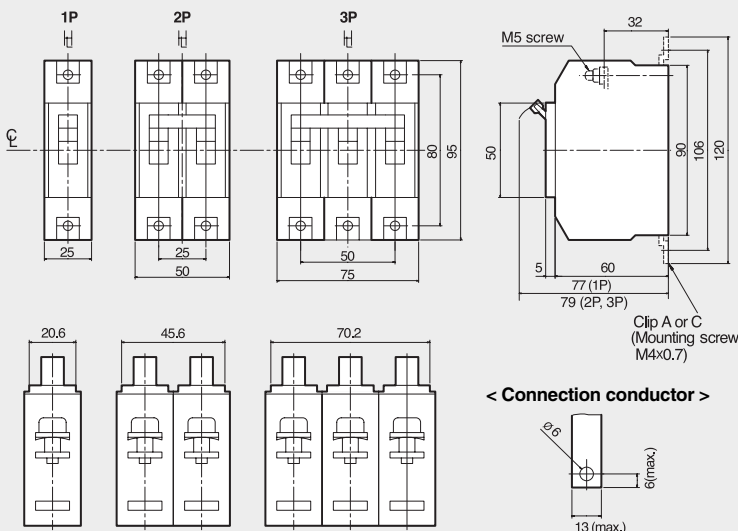 1P 2P 3P
32
M5 screw
℄
80
95
50
90
106
120
25
25
50
50
75
5 60
77 (1P)
79 (2P, 3P)
Clip A or C
(Mounting screw
M4x0.7)
20.6 45.6 70.2
< Connection conductor >
ø6
6(max.)
13 (max.)